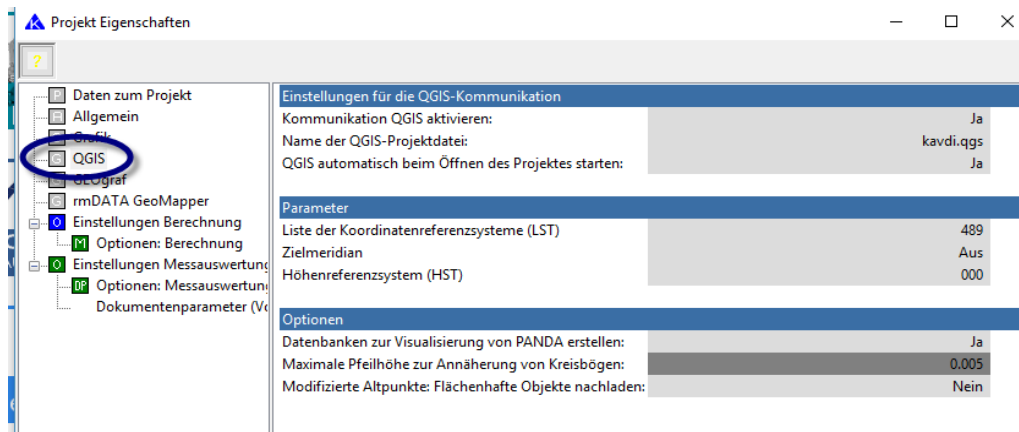 Projekt Eigenschaften
?
P Daten zum Projekt
Allgemein
Grafik
G QGIS
GEOgraf
G rmDATA GeoMapper
O Einstellungen Berechnung
M Optionen: Berechnung
O Einstellungen Messauswertung
DP Optionen: Messauswertung
Dokumentenparameter (Vo
Einstellungen für die QGIS-Kommunikation
Kommunikation QGIS aktivieren: Ja
Name der QGIS-Projektdatei: kavdi.qgs
QGIS automatisch beim Öffnen des Projektes starten: Ja
Parameter
Liste der Koordinatenreferenzsysteme (LST) 489
Zielmeridian Aus
Höhenreferenzsystem (HST) 000
Optionen
Datenbanken zur Visualisierung von PANDA erstellen: Ja
Maximale Pfeilhöhe zur Annäherung von Kreisbögen: 0.005
Modifizierte Altpunkte: Flächenhafte Objekte nachladen: Nein